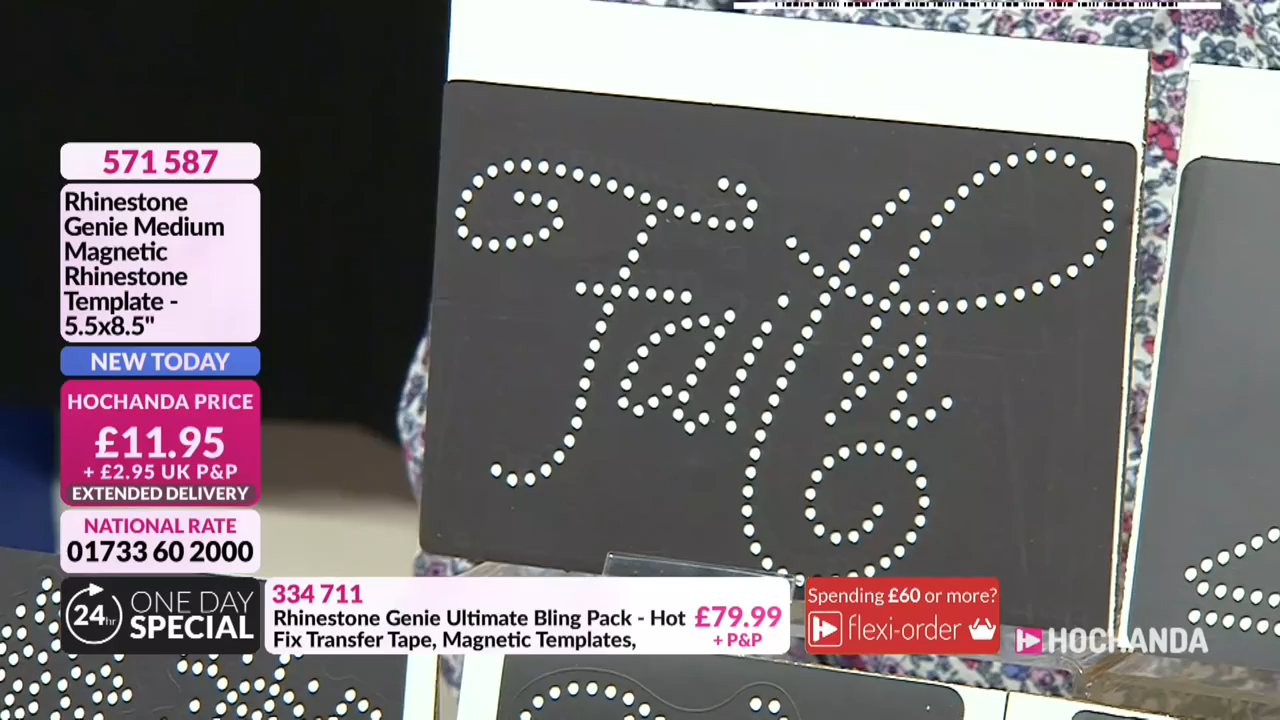 571 587
Rhinestone
Genie Medium
Magnetic
Rhinestone
Template -
5.5x8.5"
NEW TODAY
HOCHANDA PRICE
£11.95
+ £2.95 UK P&P
EXTENDED DELIVERY
NATIONAL RATE
01733 60 2000
Faith
24hr
ONE DAY
SPECIAL
334 711
Rhinestone Genie Ultimate Bling Pack - Hot
Fix Transfer Tape, Magnetic Templates,
£79.99
+ P&P
Spending £60 or more?
flexi-order
HOCHANDA